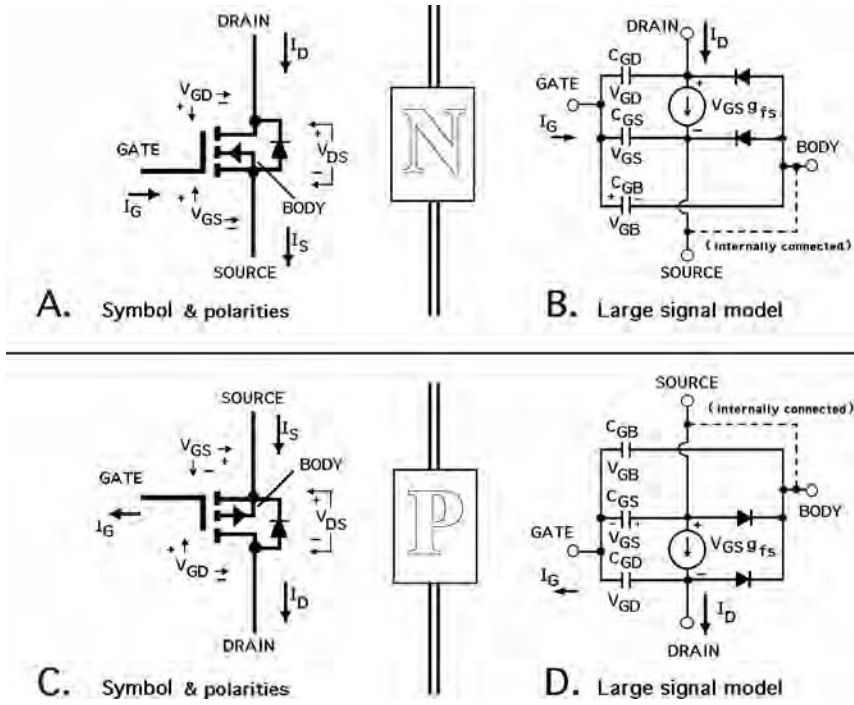 DRAIN
I_D
V_GD
+
−
GATE
+
V_DS
−
I_G
+
V_GS
−
BODY
I_S
SOURCE
A. Symbol & polarities
N
DRAIN
I_D
C_GD
GATE
+
V_GD
V_GS g_fs
C_GS
I_G
−
V_GS
BODY
C_GB
+
V_GB
(internally connected)
SOURCE
B. Large signal model
SOURCE
I_S
V_GS
− +
BODY
GATE
+
V_DS
−
I_G
+
V_GD
−
I_D
DRAIN
C. Symbol & polarities
P
SOURCE
(internally connected)
C_GB
V_GB
C_GS
BODY
+
V_GS
V_GS g_fs
GATE
C_GD
−
I_G
V_GD
I_D
DRAIN
D. Large signal model